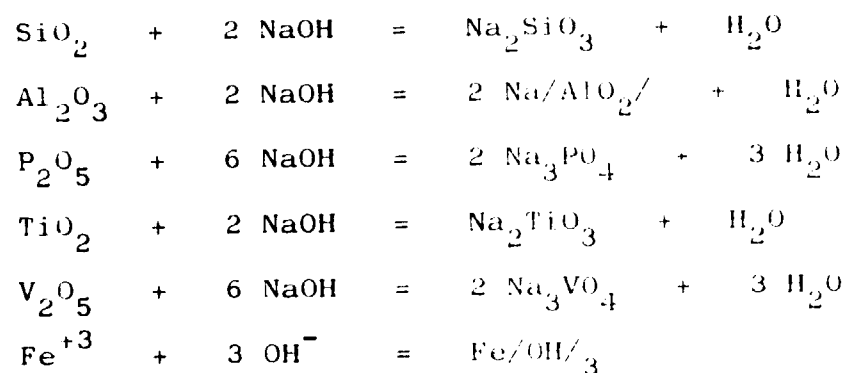 SiO₂ + 2 NaOH = Na₂SiO₃ + H₂O
Al₂O₃ + 2 NaOH = 2 Na/AlO₂/ + H₂O
P₂O₅ + 6 NaOH = 2 Na₃PO₄ + 3 H₂O
TiO₂ + 2 NaOH = Na₂TiO₃ + H₂O
V₂O₅ + 6 NaOH = 2 Na₃VO₄ + 3 H₂O
Fe⁺³ + 3 OH⁻ = Fe/OH/₃